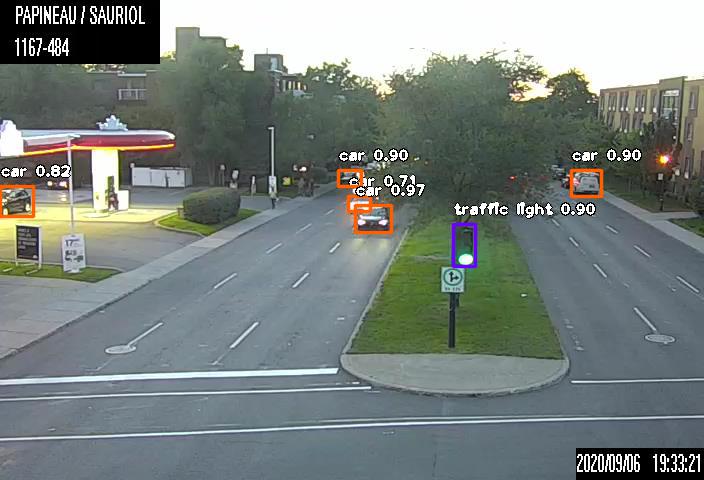 PAPINEAU / SAURIOL
1167-484
car 0.90
car 0.90
car 0.82
car 0.71
car 0.97
traffic light 0.90
2020/09/06 19:33:21